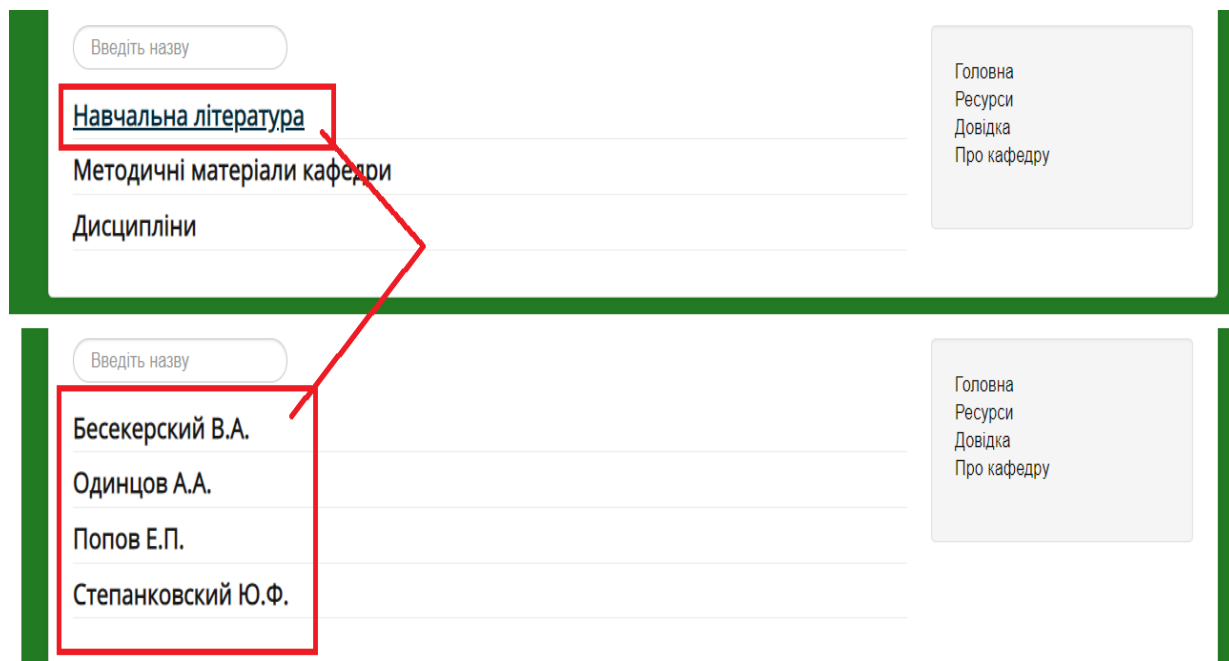 Введіть назву
Навчальна література
Методичні матеріали кафедри
Дисципліни
Головна
Ресурси
Довідка
Про кафедру
Введіть назву
Бесекерский В.А.
Одинцов А.А.
Попов Е.П.
Степанковский Ю.Ф.
Головна
Ресурси
Довідка
Про кафедру